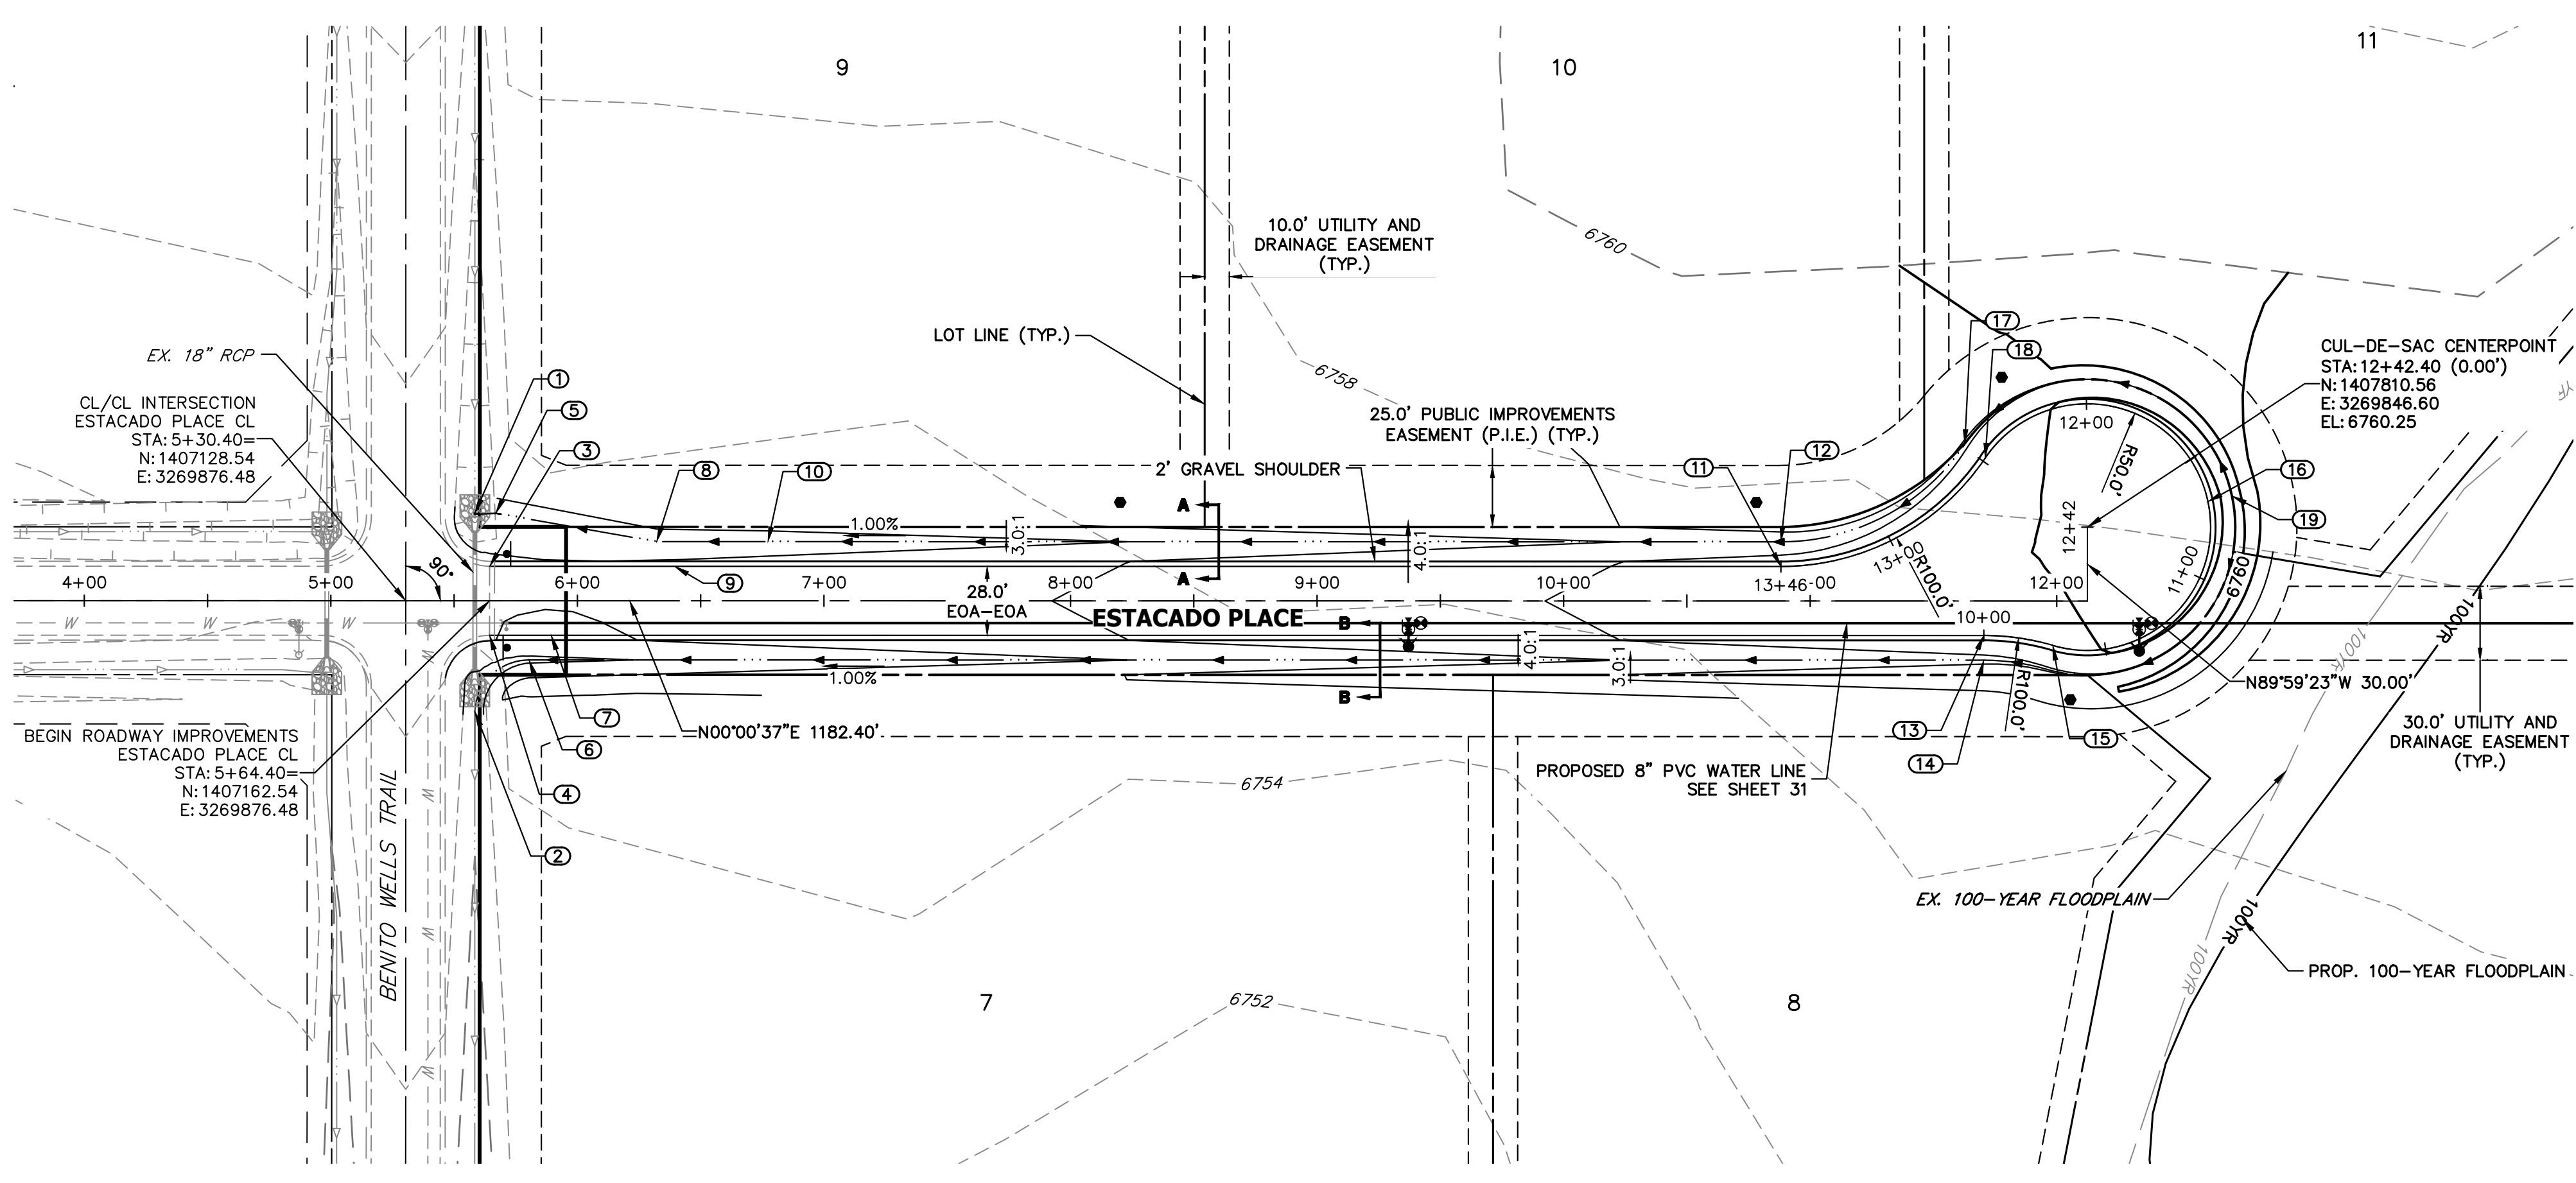 9
10
11
10.0' UTILITY AND
DRAINAGE EASEMENT
(TYP.)
6760
LOT LINE (TYP.)
6758
EX. 18" RCP
CL/CL INTERSECTION
ESTACADO PLACE CL
STA: 5+30.40=
N: 1407128.54
E: 3269876.48
1
5
3
8
10
25.0' PUBLIC IMPROVEMENTS
EASEMENT (P.I.E.) (TYP.)
2' GRAVEL SHOULDER
11
12
17
18
CUL-DE-SAC CENTERPOINT
STA: 12+42.40 (0.00')
N: 1407810.56
E: 3269846.60
EL: 6760.25
12+00
R50.0'
16
19
12+42
11+00
6760
A
A
1.00%
3.0:1
4.0:1
90°
9
4+00
5+00
6+00
7+00
8+00
9+00
10+00
13+46
-00
12+00
13+00
R100.0'
28.0'
EOA-EOA
ESTACADO PLACE
B
B
10+00
W
W
W
1.00%
4.0:1
3.0:1
R100.0'
N89°59'23"W 30.00'
100YR
100YR
30.0' UTILITY AND
DRAINAGE EASEMENT
(TYP.)
BEGIN ROADWAY IMPROVEMENTS
ESTACADO PLACE CL
STA: 5+64.40=
N: 1407162.54
E: 3269876.48
7
6
4
2
N00°00'37"E 1182.40'
13
14
15
PROPOSED 8" PVC WATER LINE
SEE SHEET 31
6754
BENITO WELLS TRAIL
W
W
W
EX. 100-YEAR FLOODPLAIN
100YR
100YR
PROP. 100-YEAR FLOODPLAIN
7
6752
8